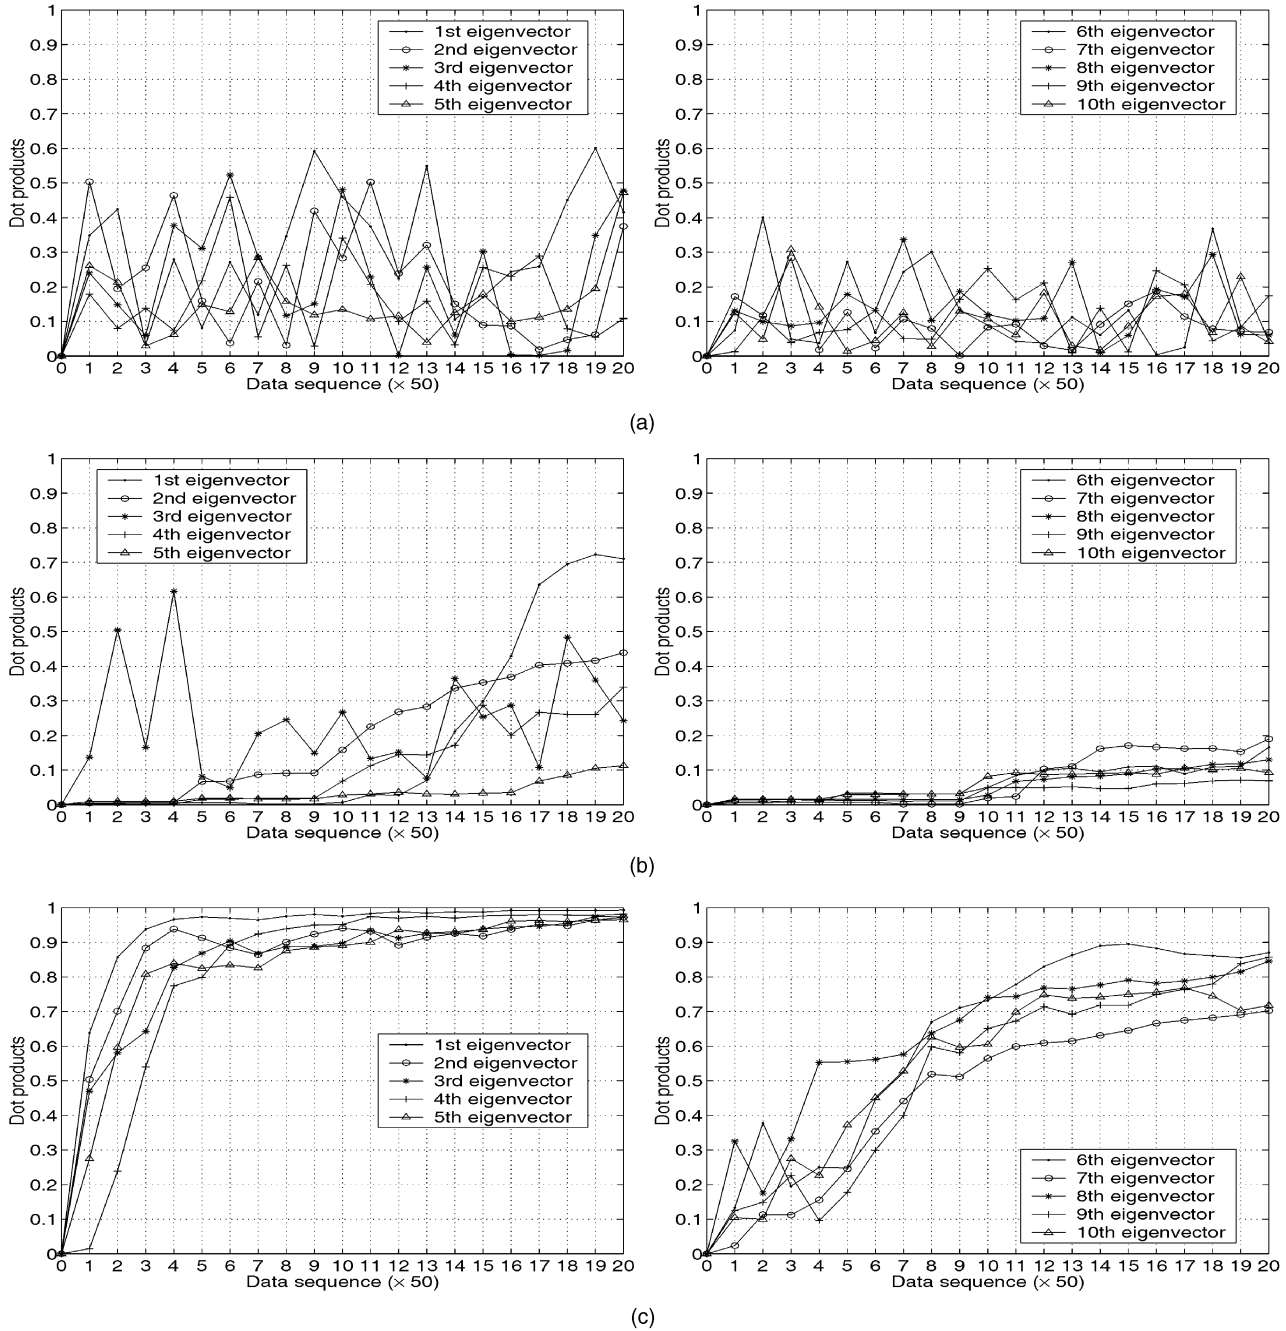 1
0.9
0.8
0.7
0.6
0.5
0.4
0.3
0.2
0.1
0
Dot products
1st eigenvector
2nd eigenvector
3rd eigenvector
4th eigenvector
5th eigenvector
0 1 2 3 4 5 6 7 8 9 10 11 12 13 14 15 16 17 18 19 20
Data sequence (× 50)
1
0.9
0.8
0.7
0.6
0.5
0.4
0.3
0.2
0.1
0
Dot products
6th eigenvector
7th eigenvector
8th eigenvector
9th eigenvector
10th eigenvector
0 1 2 3 4 5 6 7 8 9 10 11 12 13 14 15 16 17 18 19 20
Data sequence (× 50)
(a)
1
0.9
0.8
0.7
0.6
0.5
0.4
0.3
0.2
0.1
0
Dot products
1st eigenvector
2nd eigenvector
3rd eigenvector
4th eigenvector
5th eigenvector
0 1 2 3 4 5 6 7 8 9 10 11 12 13 14 15 16 17 18 19 20
Data sequence (× 50)
1
0.9
0.8
0.7
0.6
0.5
0.4
0.3
0.2
0.1
0
Dot products
6th eigenvector
7th eigenvector
8th eigenvector
9th eigenvector
10th eigenvector
0 1 2 3 4 5 6 7 8 9 10 11 12 13 14 15 16 17 18 19 20
Data sequence (× 50)
(b)
1
0.9
0.8
0.7
0.6
0.5
0.4
0.3
0.2
0.1
0
Dot products
1st eigenvector
2nd eigenvector
3rd eigenvector
4th eigenvector
5th eigenvector
0 1 2 3 4 5 6 7 8 9 10 11 12 13 14 15 16 17 18 19 20
Data sequence (× 50)
1
0.9
0.8
0.7
0.6
0.5
0.4
0.3
0.2
0.1
0
Dot products
6th eigenvector
7th eigenvector
8th eigenvector
9th eigenvector
10th eigenvector
0 1 2 3 4 5 6 7 8 9 10 11 12 13 14 15 16 17 18 19 20
Data sequence (× 50)
(c)